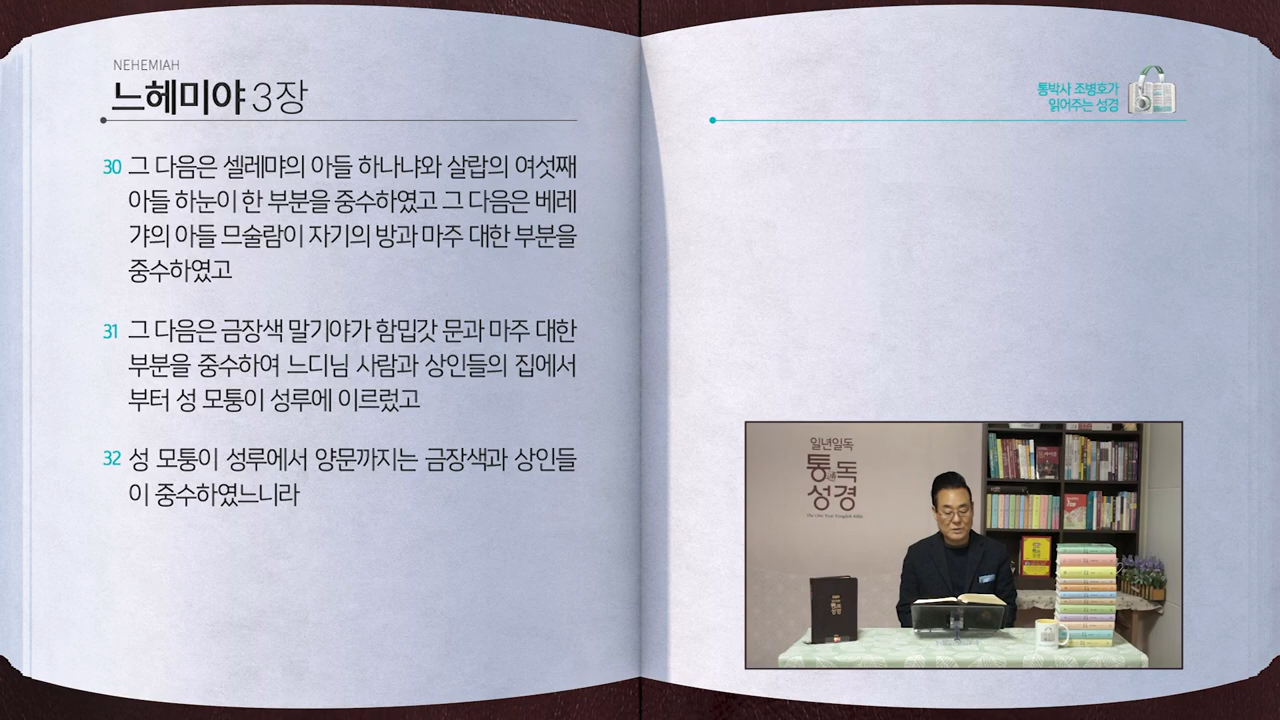 NEHEMIAH
느헤미야 3장
30 그 다음은 셀레먀의 아들 하나냐와 살랍의 여섯째
아들 하눈이 한 부분을 중수하였고 그 다음은 베레
갸의 아들 므술람이 자기의 방과 마주 대한 부분을
중수하였고
31 그 다음은 금장색 말기야가 함밉갓 문과 마주 대한
부분을 중수하여 느디님 사람과 상인들의 집에서
부터 성 모퉁이 성루에 이르렀고
32 성 모퉁이 성루에서 양문까지는 금장색과 상인들
이 중수하였느니라
통박사 조병호가
읽어주는 성경
일년일독
통독
성경
성경